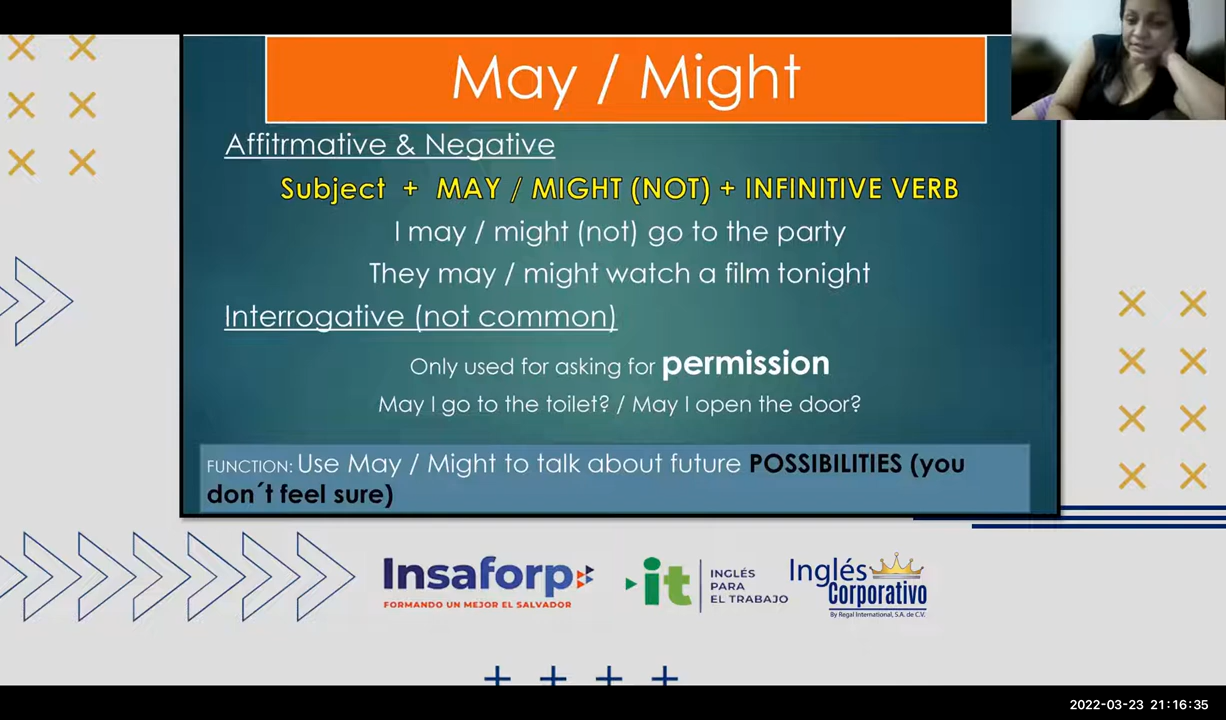 May / Might
Affitrmative & Negative
Subject + MAY / MIGHT (NOT) + INFINITIVE VERB
I may / might (not) go to the party
They may / might watch a film tonight
Interrogative (not common)
Only used for asking for permission
May I go to the toilet? / May I open the door?
FUNCTION: Use May / Might to talk about future POSSIBILITIES (you
don´t feel sure)
Insaforp
FORMANDO UN MEJOR EL SALVADOR
it
INGLÉS
PARA
EL TRABAJO
Inglés
Corporativo
By Regal International, S.A. de C.V.
2022-03-23 21:16:35